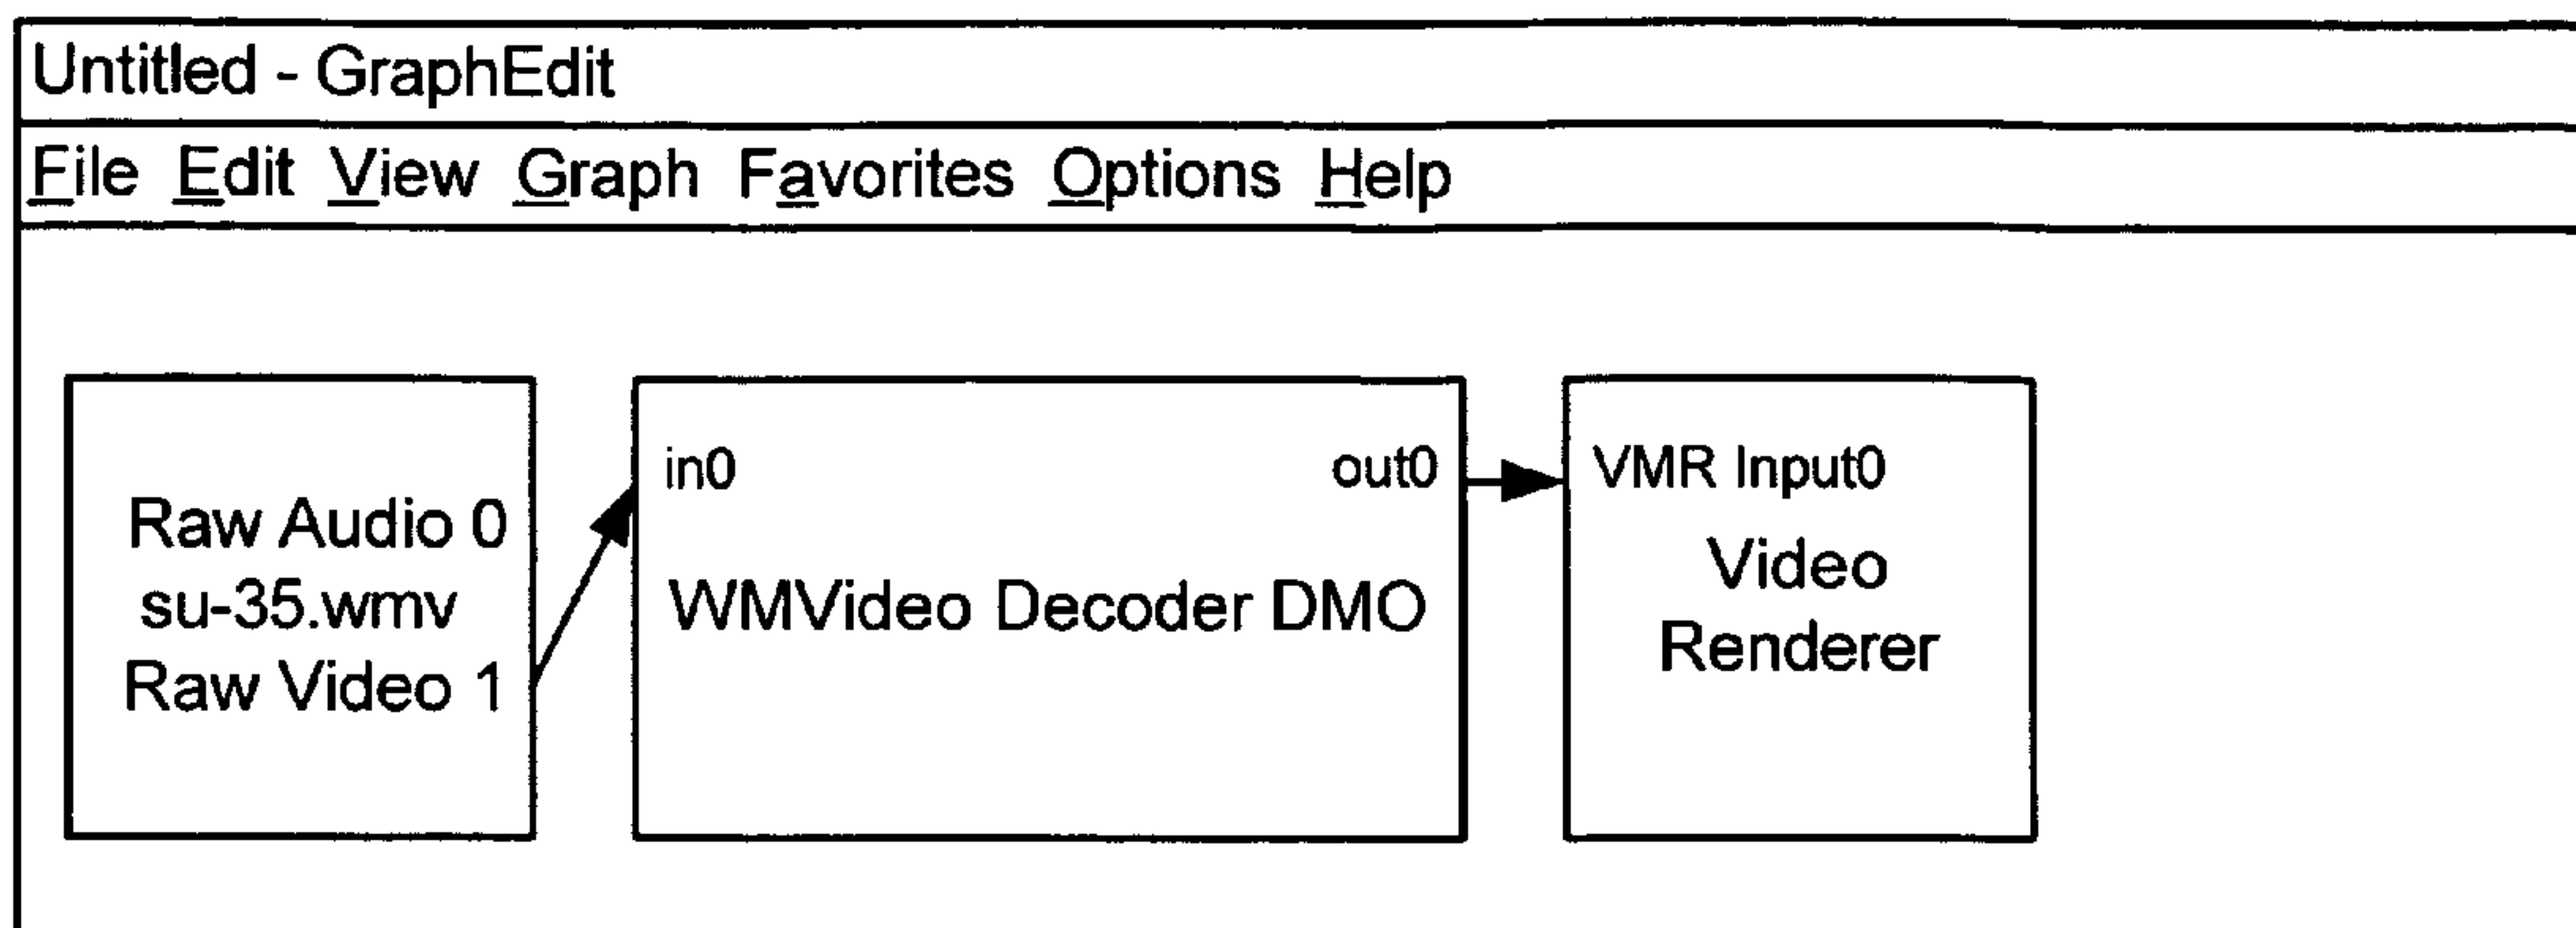 Untitled - GraphEdit
File Edit View Graph Favorites Options Help
Raw Audio 0
su-35.wmv
Raw Video 1
in0
out0
WMVideo Decoder DMO
VMR Input0
Video
Renderer